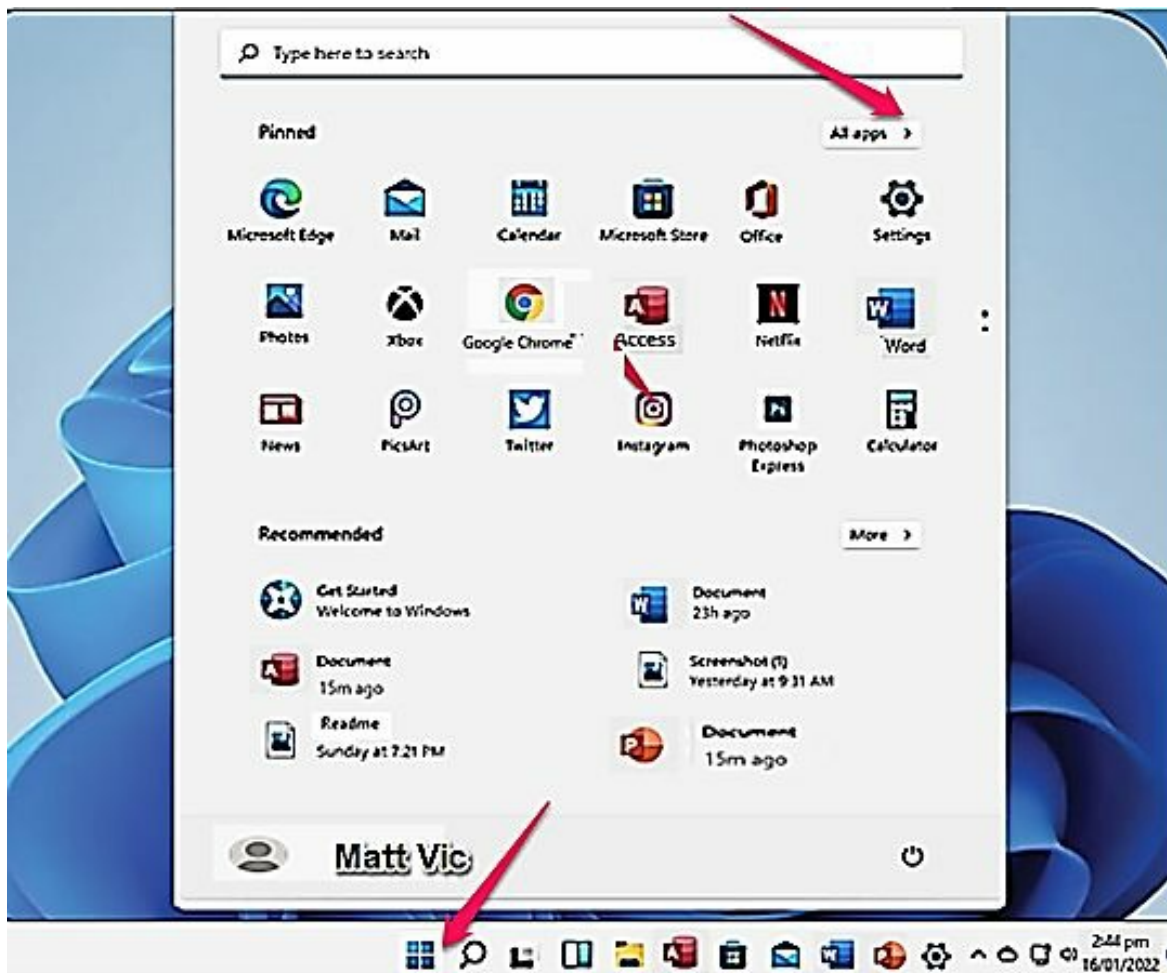 Type here to search
Pinned
All apps
Microsoft Edge
Mail
Calendar
Microsoft Store
Office
Settings
Photos
Xbox
Google Chrome
Access
Netflix
Word
News
PicsArt
Twitter
Instagram
Photoshop
Express
Calculator
Recommended
More
Get Started
Welcome to Windows
Document
23h ago
Document
15m ago
Screenshot (1)
Yesterday at 9:31 AM
Readme
Sunday at 7:21 PM
Document
15m ago
Matt Vic
2:44 pm
16/01/2022